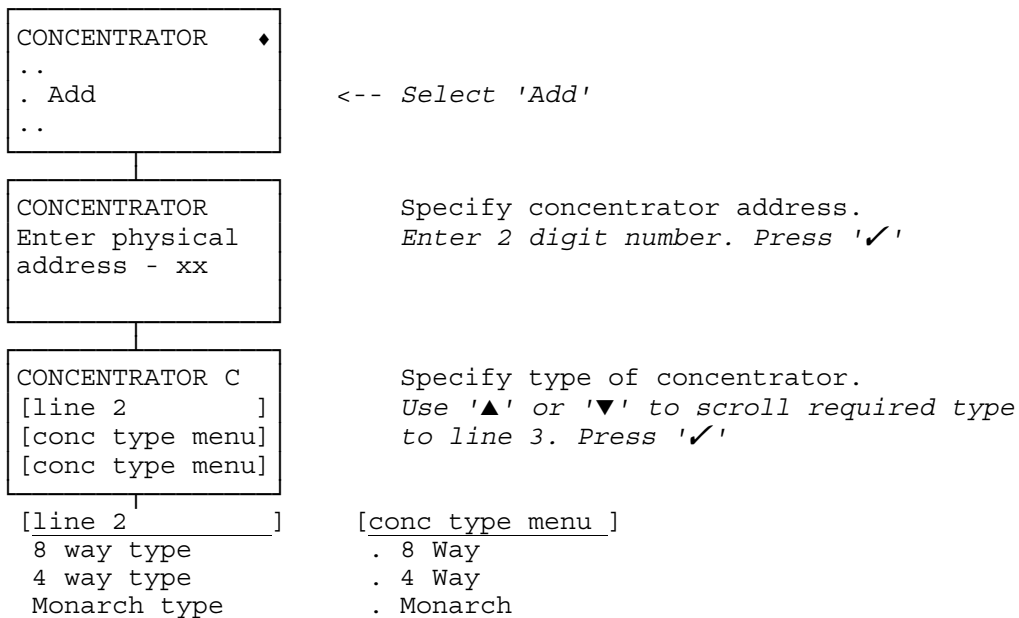 CONCENTRATOR ♦
..
. Add <-- Select 'Add'
..
CONCENTRATOR Specify concentrator address.
Enter physical Enter 2 digit number. Press '✓'
address - xx
CONCENTRATOR C Specify type of concentrator.
[line 2 ] Use '▲' or '▼' to scroll required type
[conc type menu] to line 3. Press '✓'
[conc type menu]
[line 2 ] [conc type menu ]
8 way type . 8 Way
4 way type . 4 Way
Monarch type . Monarch